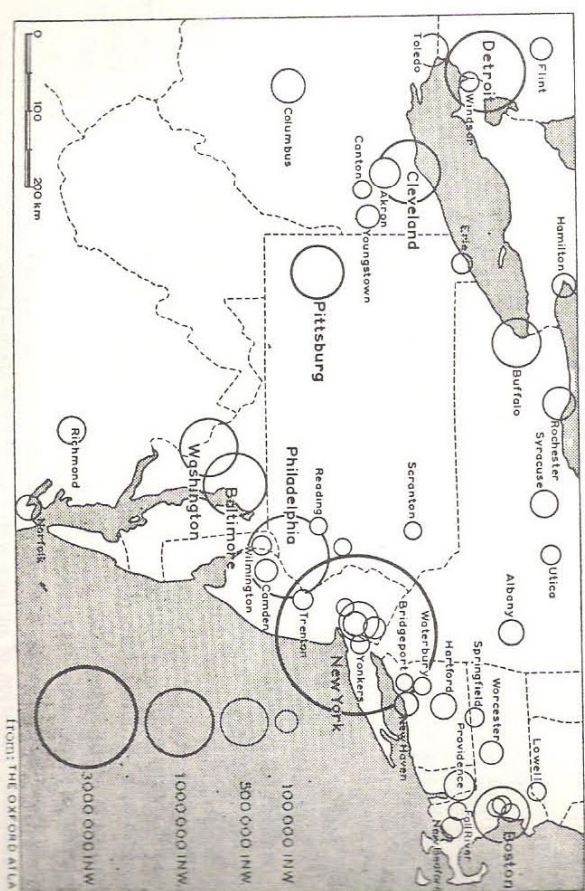 Flint
Hamilton
Rochester
Syracuse
Utica
Albany
Lowell
Detroit
Windsor
Buffalo
Springfield
Worcester
Boston
Toledo
Erie
Hartford
Providence
Fall River
New Bedford
Cleveland
Akron
Canton
Youngstown
Scranton
Waterbury
Bridgeport
New Haven
Yonkers
New York
Pittsburg
Reading
Trenton
Philadelphia
Camden
Wilmington
Columbus
Baltimore
Washington
Richmond
Norfolk
100 000 INW
500 000 INW
1000 000 INW
3000 000 INW
0 100 200 km
from: THE OXFORD ATLA